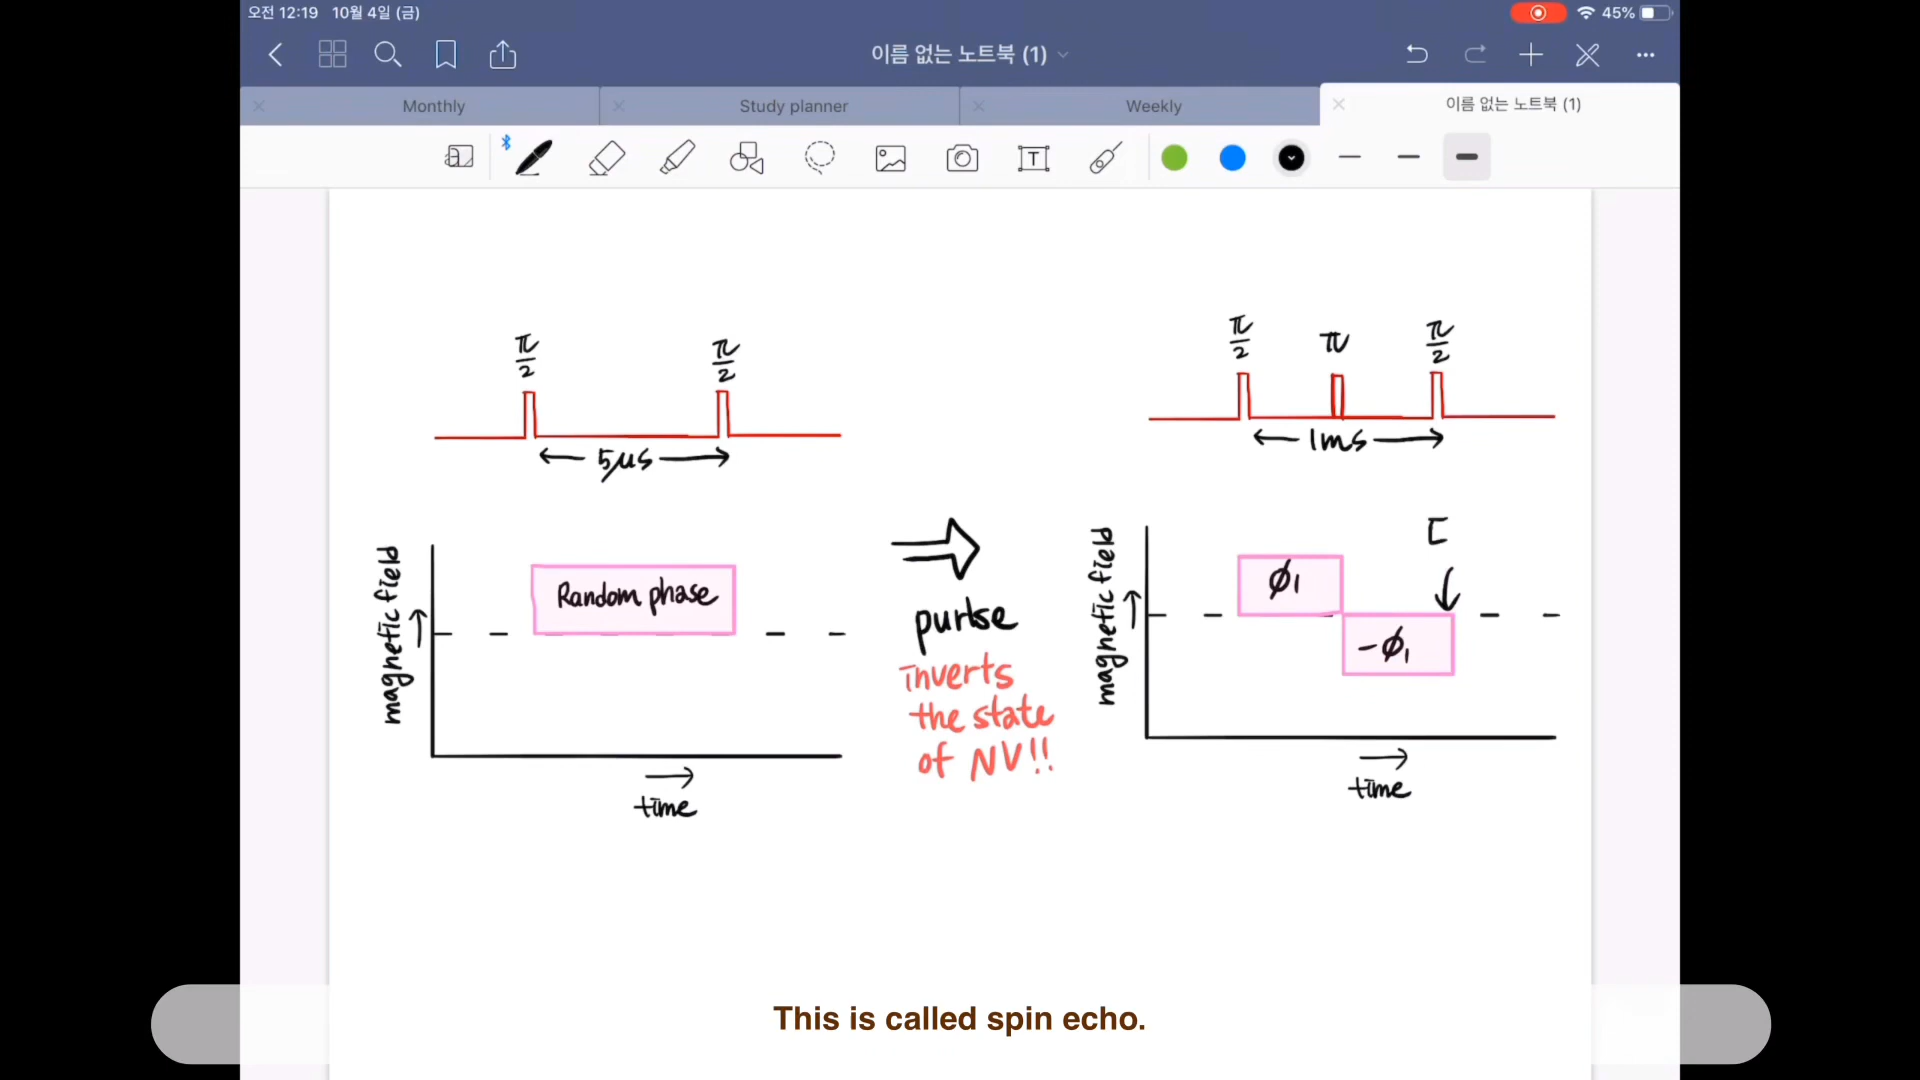 오전 12:19 10월 4일 (금)
45%
이름 없는 노트북 (1)
Monthly
Study planner
Weekly
이름 없는 노트북 (1)
π/2
π/2
5μs
magnetic field
Random phase
time
purlse
inverts
the state
of NV!!
π/2
π
π/2
1ms
magnetic field
ϕ1
-ϕ1
E
time
This is called spin echo.